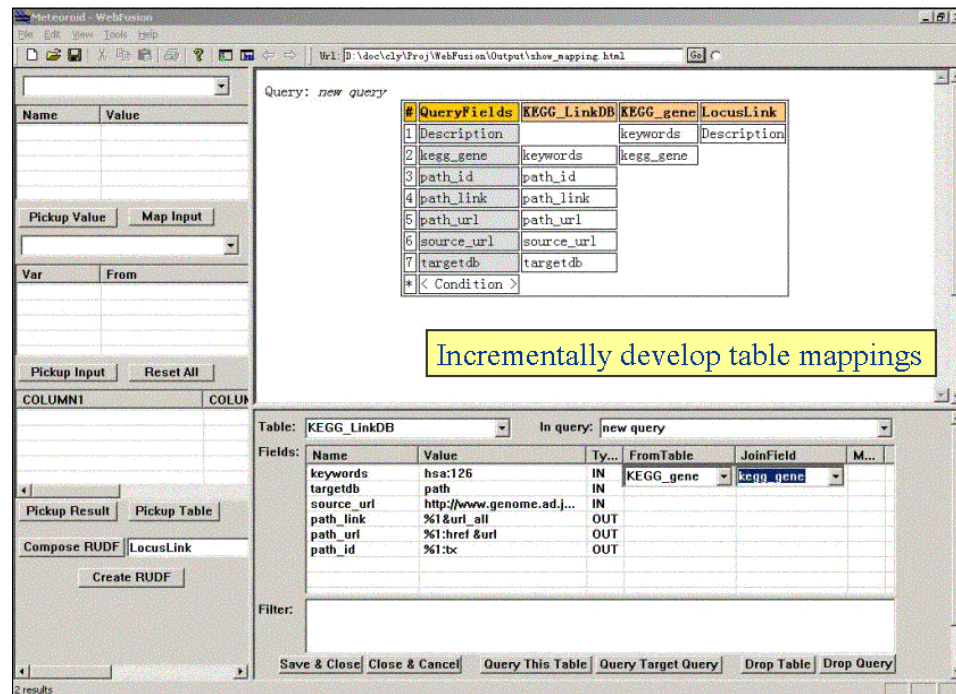 Meteoroid - WebFusion
File Edit View Tools Help
Url: D:\doc\cly\Proj\WebFusion\Output\show_mapping.html Go
Name Value
Pickup Value Map Input
Var From
Pickup Input Reset All
COLUMN1 COLUM
Pickup Result Pickup Table
Compose RUDF LocusLink
Create RUDF
Query: new query
# QueryFields KEGG_LinkDB KEGG_gene LocusLink
1 Description keywords Description
2 kegg_gene keywords kegg_gene
3 path_id path_id
4 path_link path_link
5 path_url path_url
6 source_url source_url
7 targetdb targetdb
* < Condition >
Incrementally develop table mappings
Table: KEGG_LinkDB In query: new query
Fields: Name Value Ty... FromTable JoinField M...
keywords hsa:126 IN KEGG_gene kegg_gene
targetdb path IN
source_url http://www.genome.ad.j... IN
path_link %1&url_all OUT
path_url %1:href &url OUT
path_id %1:tx OUT
Filter:
Save & Close Close & Cancel Query This Table Query Target Query Drop Table Drop Query
2 results